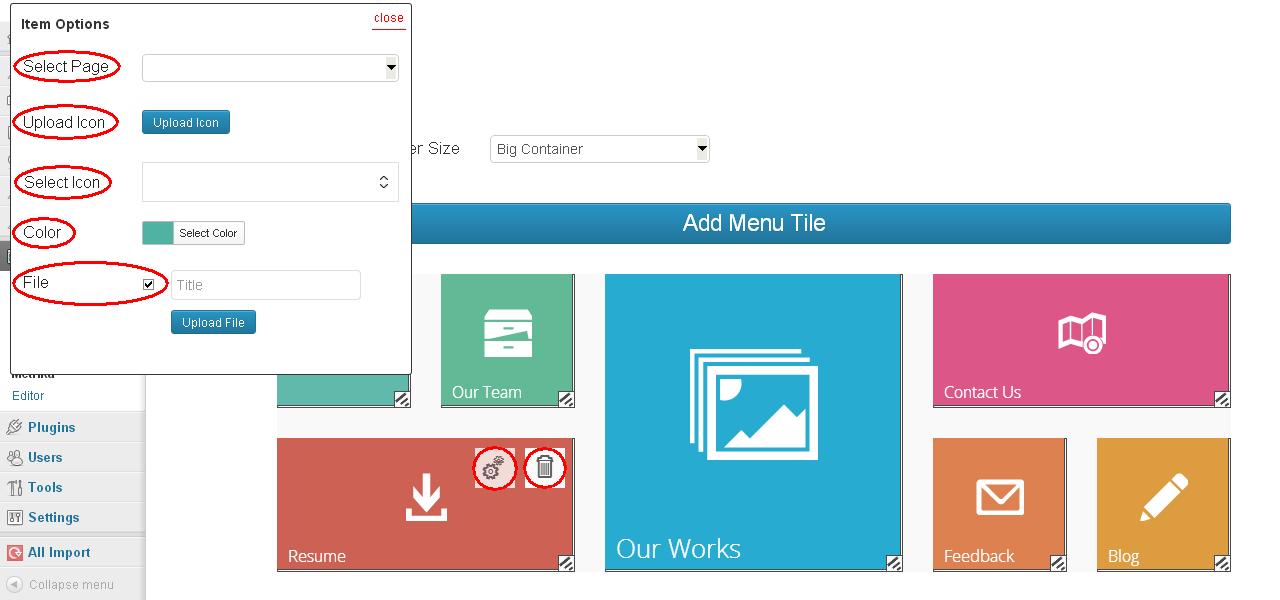 Item Options
close
Select Page
Upload Icon
Upload Icon
Select Icon
Color
Select Color
File
Title
Upload File
er Size
Big Container
Add Menu Tile
Our Team
Contact Us
Resume
Our Works
Feedback
Blog
Editor
Plugins
Users
Tools
Settings
All Import
Collapse menu